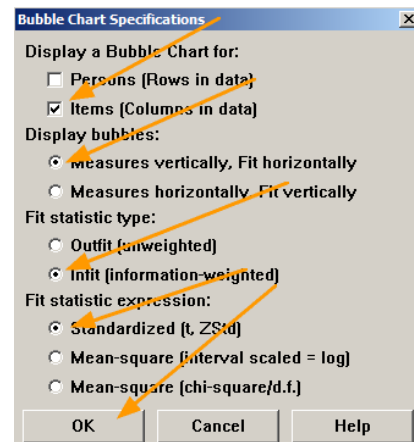 Bubble Chart Specifications
Display a Bubble Chart for:
Persons (Rows in data)
Items (Columns in data)
Display bubbles:
Measures vertically, Fit horizontally
Measures horizontally, Fit vertically
Fit statistic type:
Outfit (unweighted)
Infit (information-weighted)
Fit statistic expression:
Standardized (t, ZStd)
Mean-square (interval scaled = log)
Mean-square (chi-square/d.f.)
OK Cancel Help